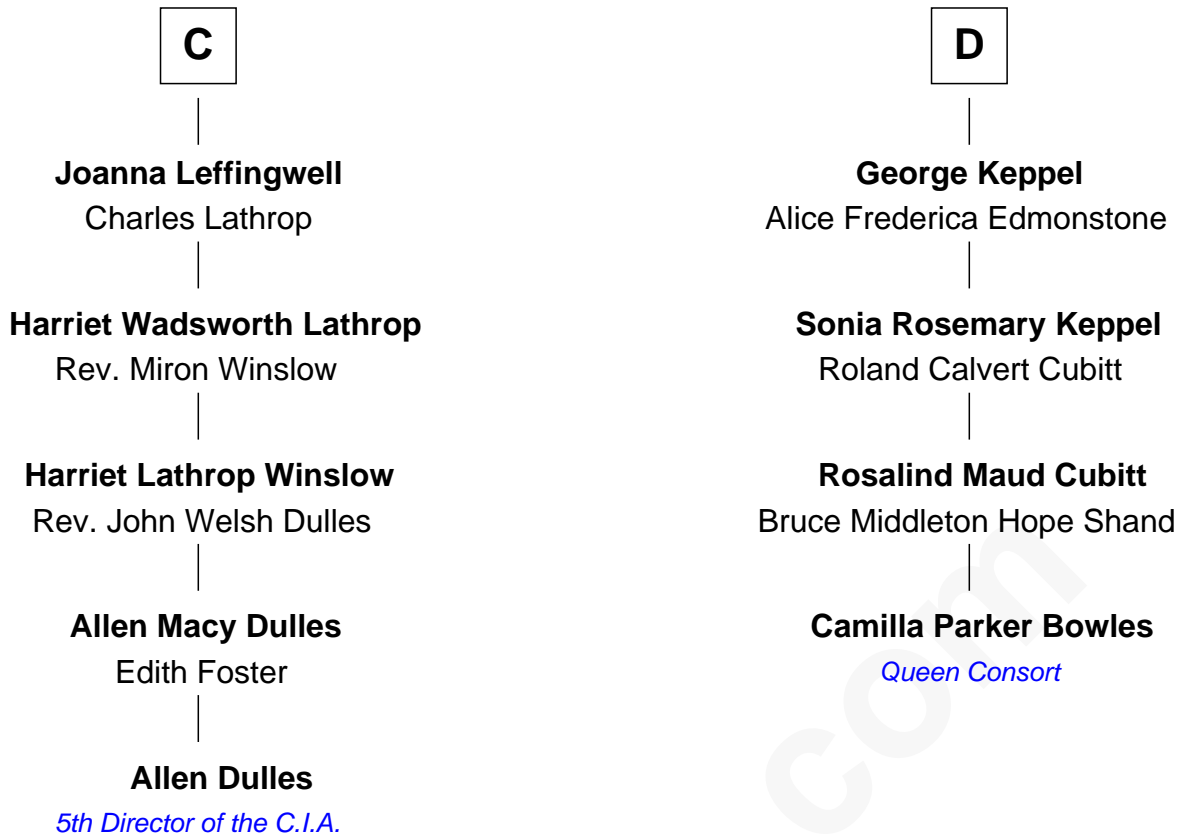 C
Joanna Leffingwell
Charles Lathrop
Harriet Wadsworth Lathrop
Rev. Miron Winslow
Harriet Lathrop Winslow
Rev. John Welsh Dulles
Allen Macy Dulles
Edith Foster
Allen Dulles
5th Director of the C.I.A.
D
George Keppel
Alice Frederica Edmonstone
Sonia Rosemary Keppel
Roland Calvert Cubitt
Rosalind Maud Cubitt
Bruce Middleton Hope Shand
Camilla Parker Bowles
Queen Consort
com